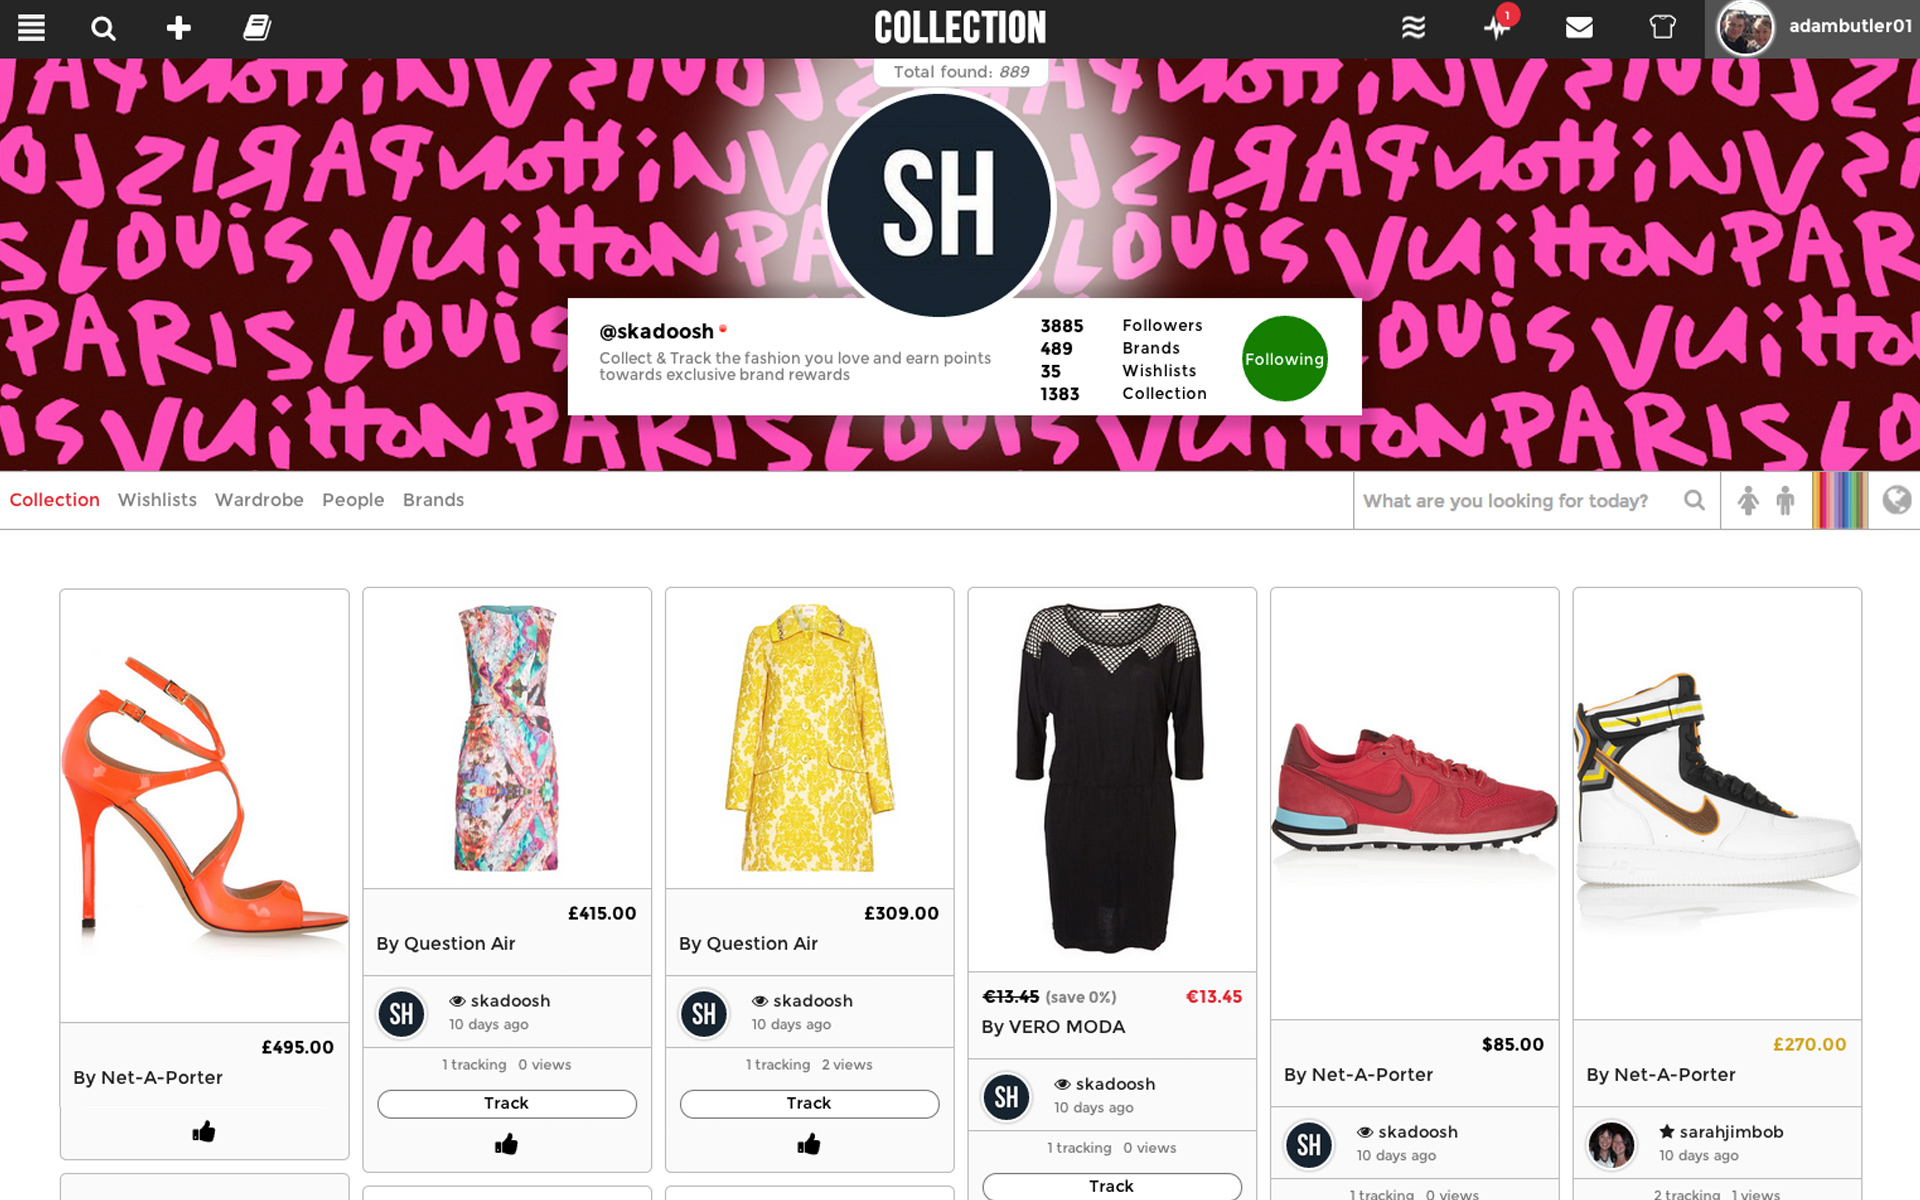 COLLECTION
1
adambutler01
Total found: 889
SH
LOUIS VUITTON PARIS
@skadoosh
Collect & Track the fashion you love and earn points
towards exclusive brand rewards
3885 Followers
489 Brands
35 Wishlists
1383 Collection
Following
Collection Wishlists Wardrobe People Brands
What are you looking for today?
£495.00
By Net-A-Porter
£415.00
By Question Air
SH
skadoosh
10 days ago
1 tracking 0 views
Track
£309.00
By Question Air
SH
skadoosh
10 days ago
1 tracking 2 views
Track
€13.45 (save 0%) €13.45
By VERO MODA
SH
skadoosh
10 days ago
1 tracking 0 views
Track
$85.00
By Net-A-Porter
SH
skadoosh
10 days ago
1 tracking 0 views
£270.00
By Net-A-Porter
sarahjimbob
10 days ago
2 tracking 1 views